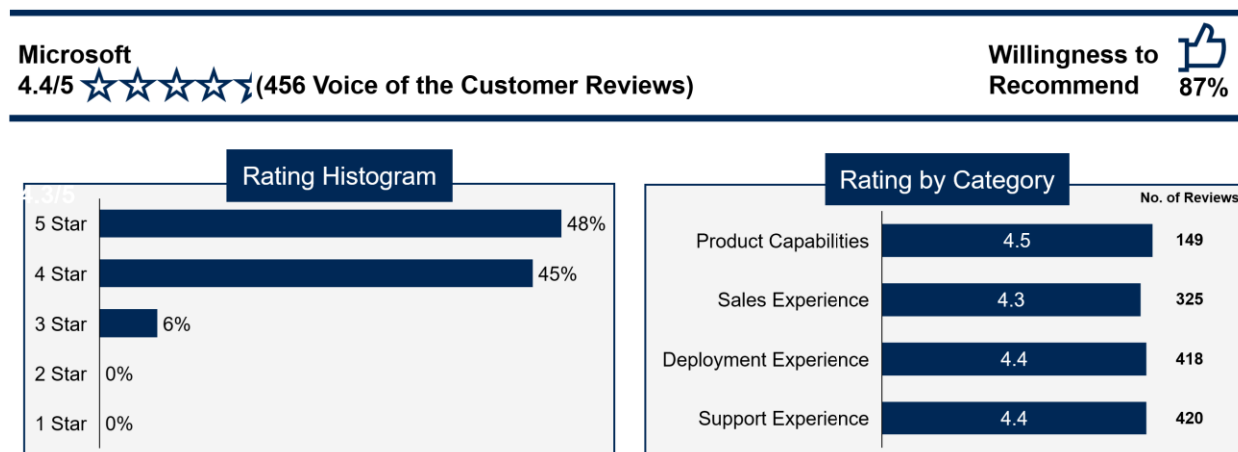 Microsoft
4.4/5 (456 Voice of the Customer Reviews)
Willingness to
Recommend 87%
Rating Histogram
4.3/5
5 Star 48%
4 Star 45%
3 Star 6%
2 Star 0%
1 Star 0%
Rating by Category
No. of Reviews
Product Capabilities 4.5 149
Sales Experience 4.3 325
Deployment Experience 4.4 418
Support Experience 4.4 420